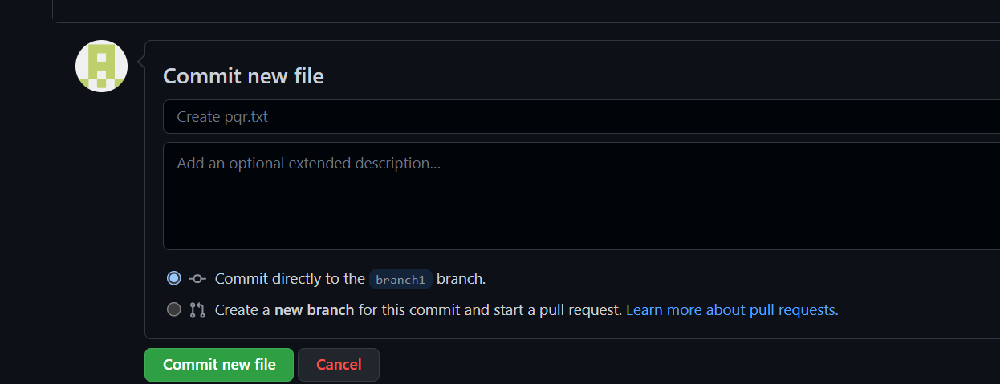 Commit new file
Create pqr.txt
Add an optional extended description...
Commit directly to the branch1 branch.
Create a new branch for this commit and start a pull request. Learn more about pull requests.
Commit new file Cancel